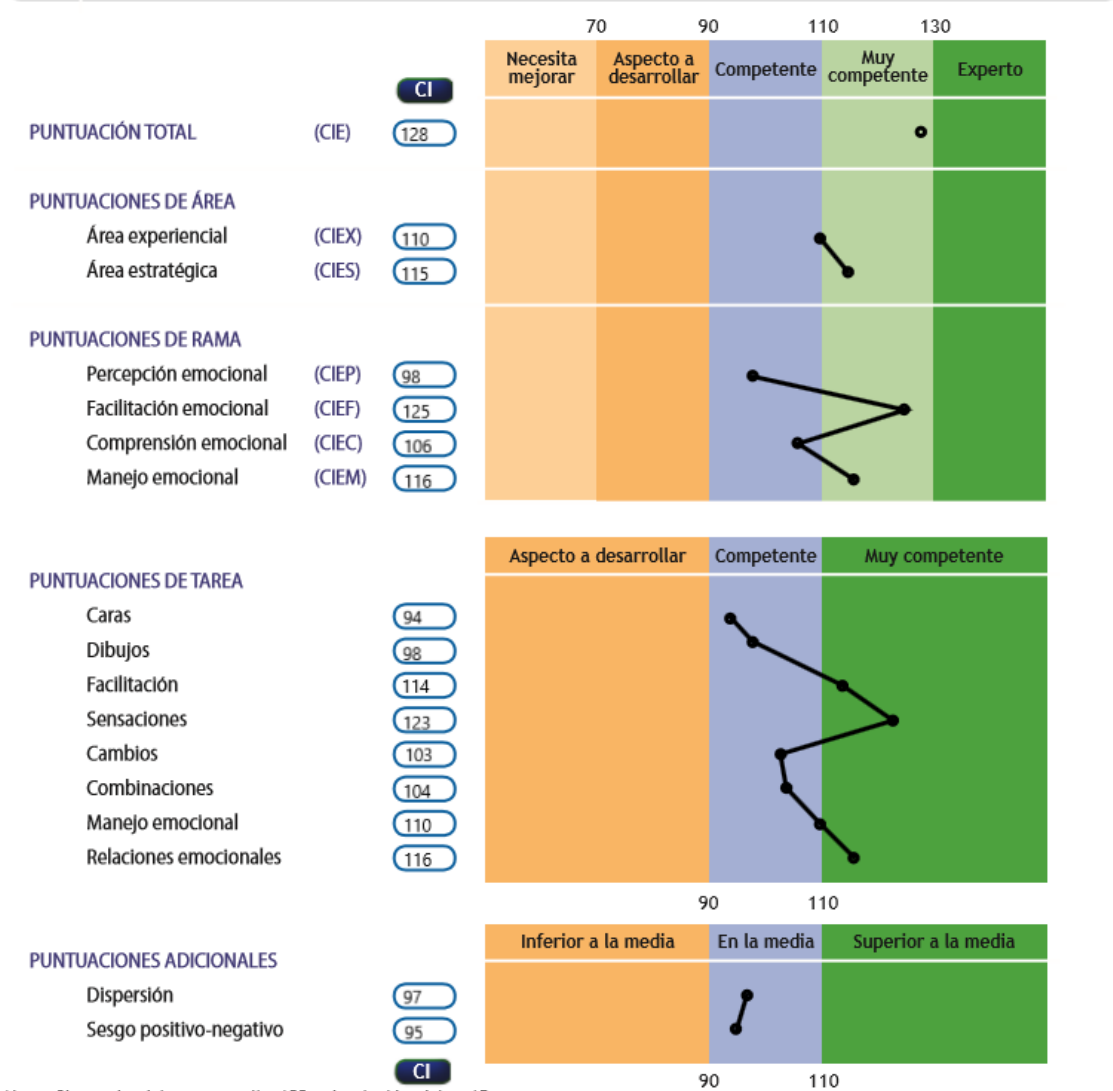 70 90 110 130
Necesita mejorar Aspecto a desarrollar Competente Muy competente Experto
CI
PUNTUACIÓN TOTAL (CIE) 128
PUNTUACIONES DE ÁREA
Área experiencial (CIEX) 110
Área estratégica (CIES) 115
PUNTUACIONES DE RAMA
Percepción emocional (CIEP) 98
Facilitación emocional (CIEF) 125
Comprensión emocional (CIEC) 106
Manejo emocional (CIEM) 116
Aspecto a desarrollar Competente Muy competente
PUNTUACIONES DE TAREA
Caras 94
Dibujos 98
Facilitación 114
Sensaciones 123
Cambios 103
Combinaciones 104
Manejo emocional 110
Relaciones emocionales 116
90 110
Inferior a la media En la media Superior a la media
PUNTUACIONES ADICIONALES
Dispersión 97
Sesgo positivo-negativo 95
CI
90 110